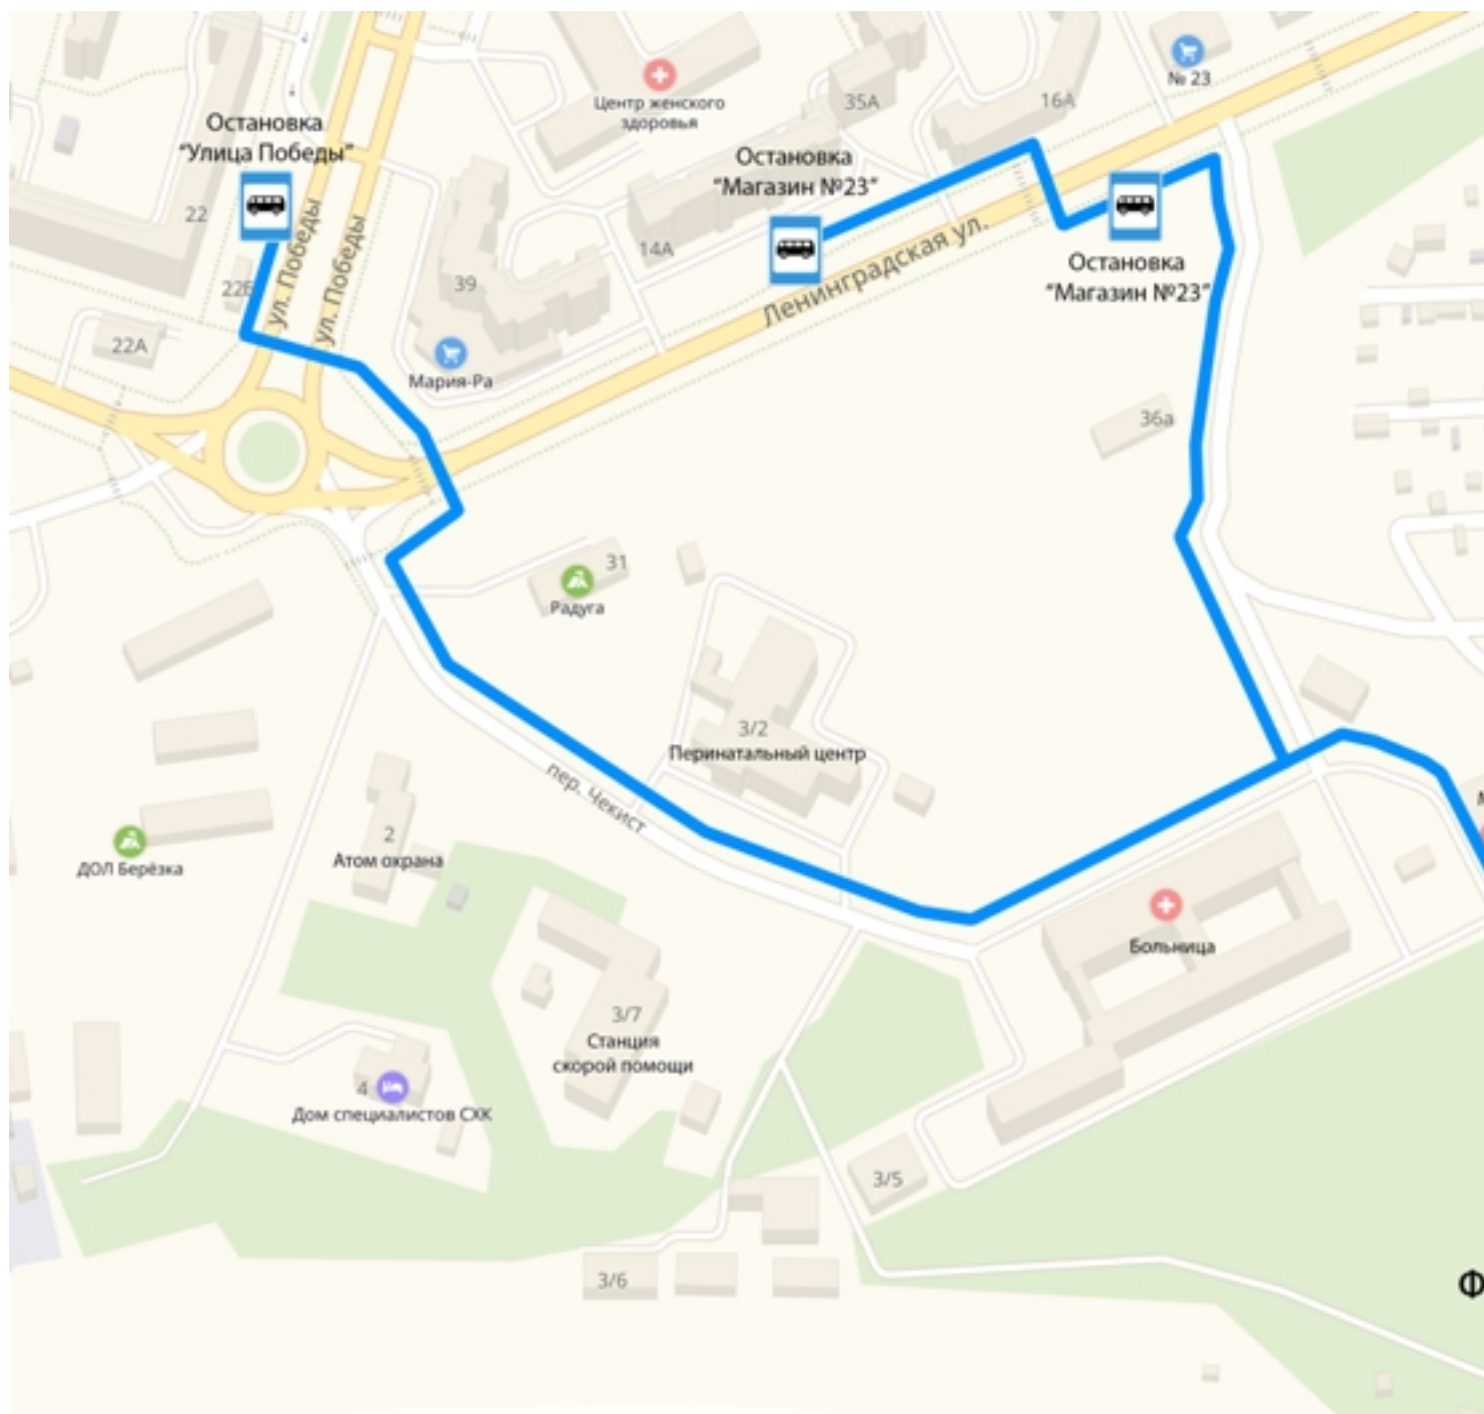 № 23
Центр женского
здоровья
35А
16А
Остановка
"Улица Победы"
Остановка
"Магазин №23"
22
ул. Победы
ул. Победы
14А
Ленинградская ул.
Остановка
"Магазин №23"
39
22Б
22А
Мария-Ра
36а
31
Радуга
3/2
Перинатальный центр
пер. Чекист
2
Атом охрана
ДОЛ Берёзка
Больница
3/7
Станция
скорой помощи
4
Дом специалистов СХК
3/5
3/6
Ф